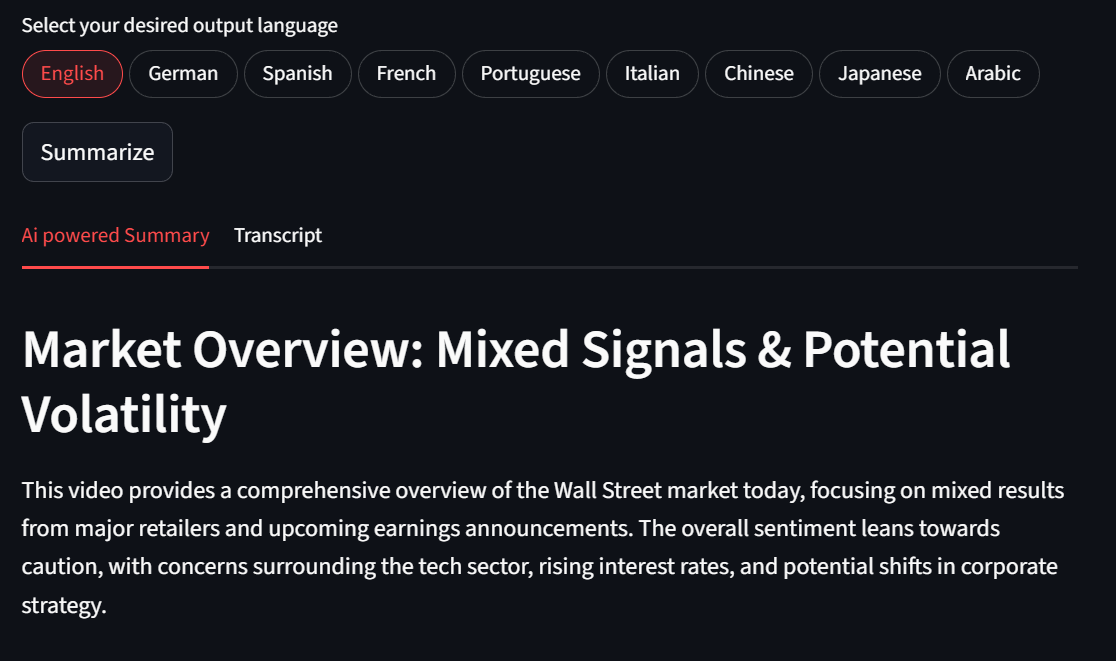 Select your desired output language
English German Spanish French Portuguese Italian Chinese Japanese Arabic
Summarize
Ai powered Summary Transcript
Market Overview: Mixed Signals & Potential
Volatility
This video provides a comprehensive overview of the Wall Street market today, focusing on mixed results
from major retailers and upcoming earnings announcements. The overall sentiment leans towards
caution, with concerns surrounding the tech sector, rising interest rates, and potential shifts in corporate
strategy.